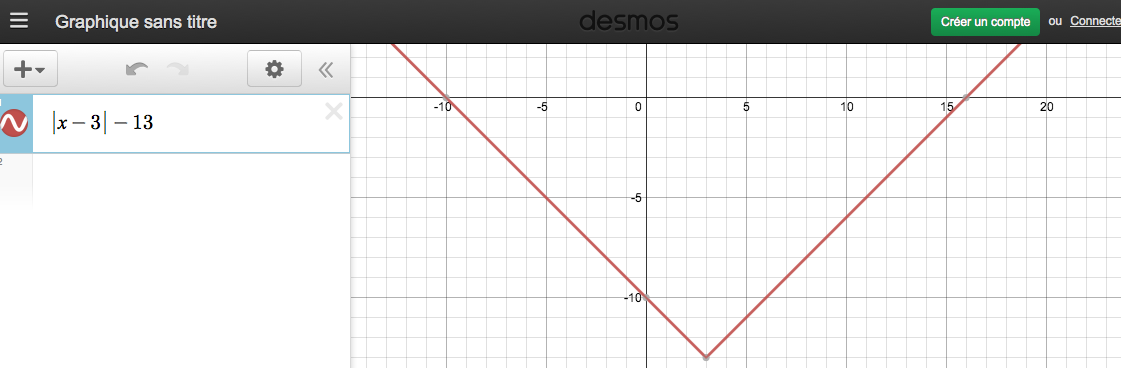 Graphique sans titre
desmos
Créer un compte ou Connecte
|x − 3| − 13
2
-10 -5 0 5 10 15 20
-5
-10